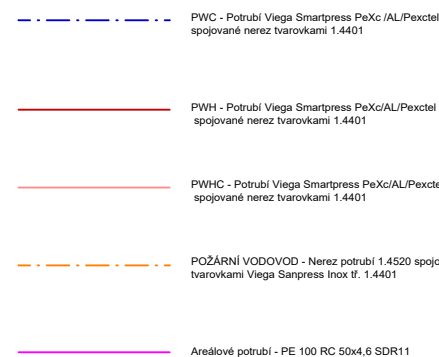 PWC - Potrubí Viega Smartpress PeXc /AL/Pexctel
spojované nerez tvarovkami 1.4401
PWH - Potrubí Viega Smartpress PeXc/AL/Pexctel
spojované nerez tvarovkami 1.4401
PWHC - Potrubí Viega Smartpress PeXc/AL/Pexcte
spojované nerez tvarovkami 1.4401
POŽÁRNÍ VODOVOD - Nerez potrubí 1.4520 spojo
tvarovkami Viega Sanpress Inox tř. 1.4401
Areálové potrubí - PE 100 RC 50x4,6 SDR11